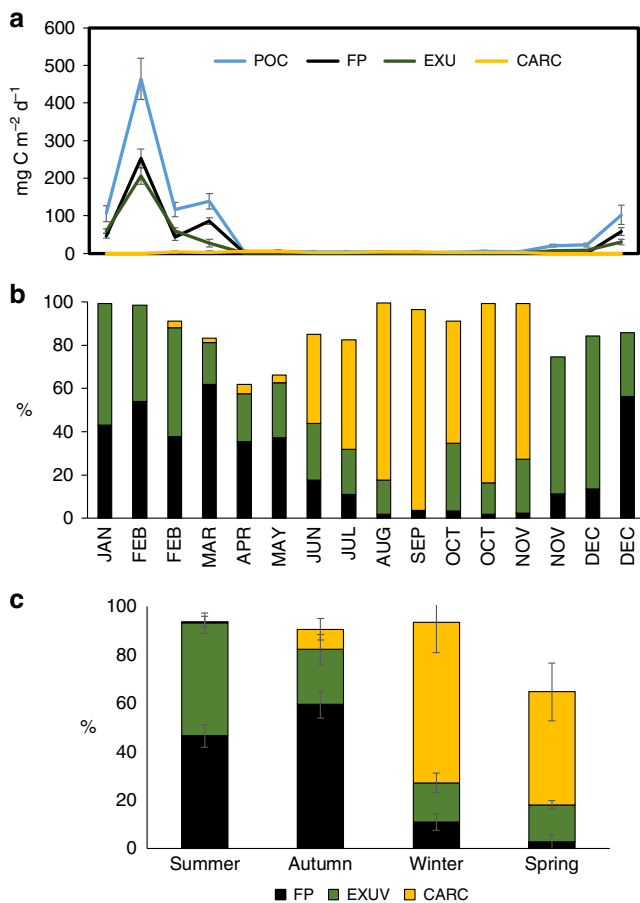 a
600
500
400
300
200
100
0
mg C m⁻² d⁻¹
POC FP EXU CARC
b
100
80
60
40
20
0
%
JAN FEB FEB MAR APR MAY JUN JUL AUG SEP OCT OCT NOV NOV DEC DEC
c
100
80
60
40
20
0
%
Summer Autumn Winter Spring
FP EXUV CARC